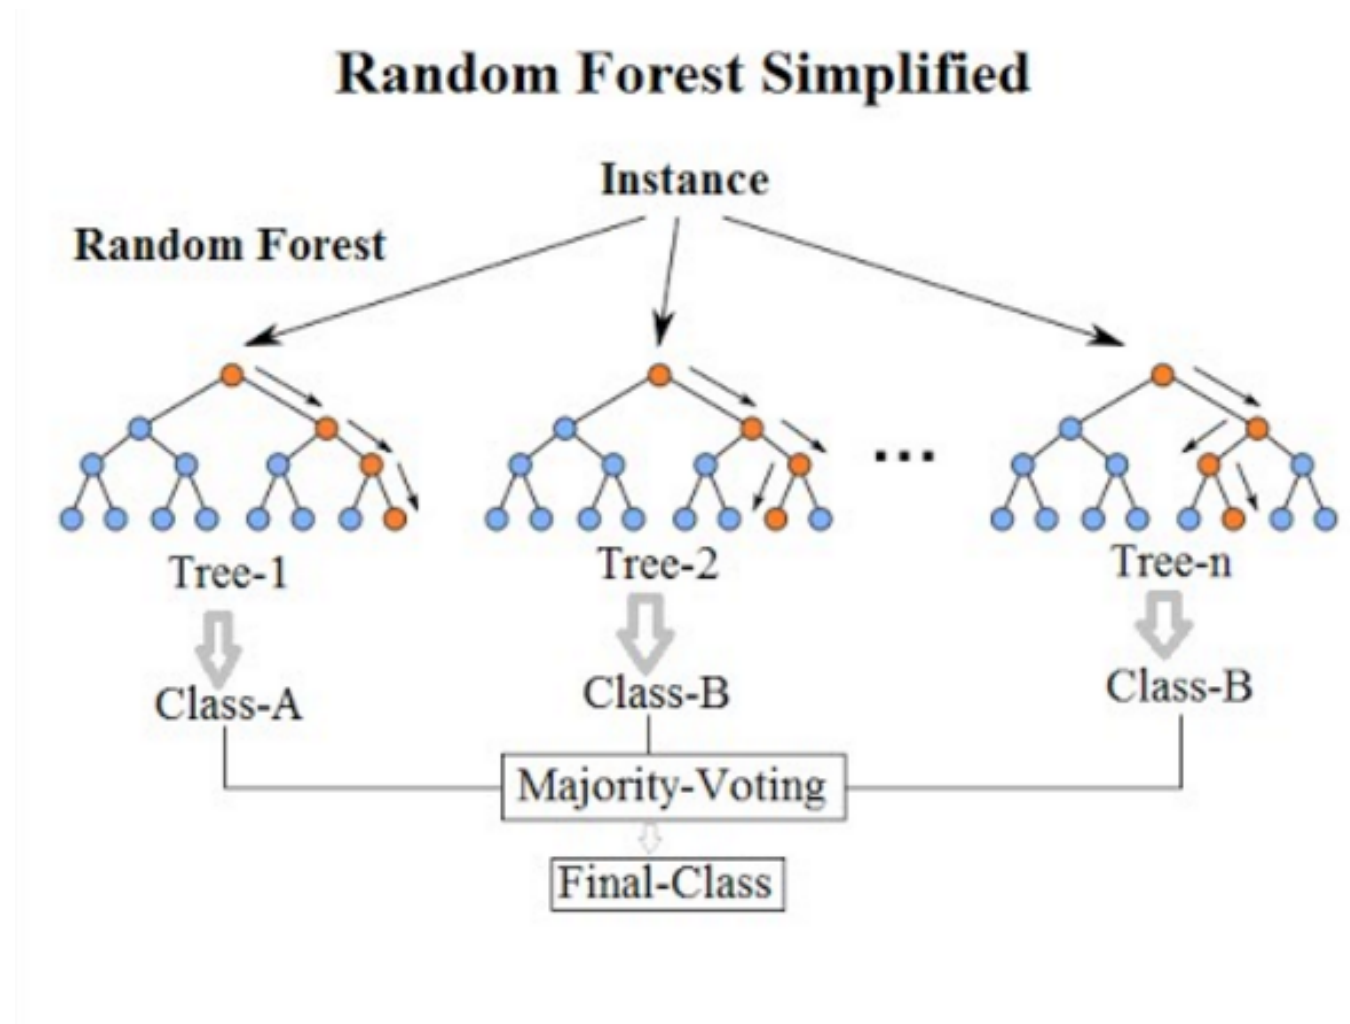 Random Forest Simplified
Instance
Random Forest
...
Tree-1
Tree-2
Tree-n
Class-A
Class-B
Class-B
Majority-Voting
Final-Class